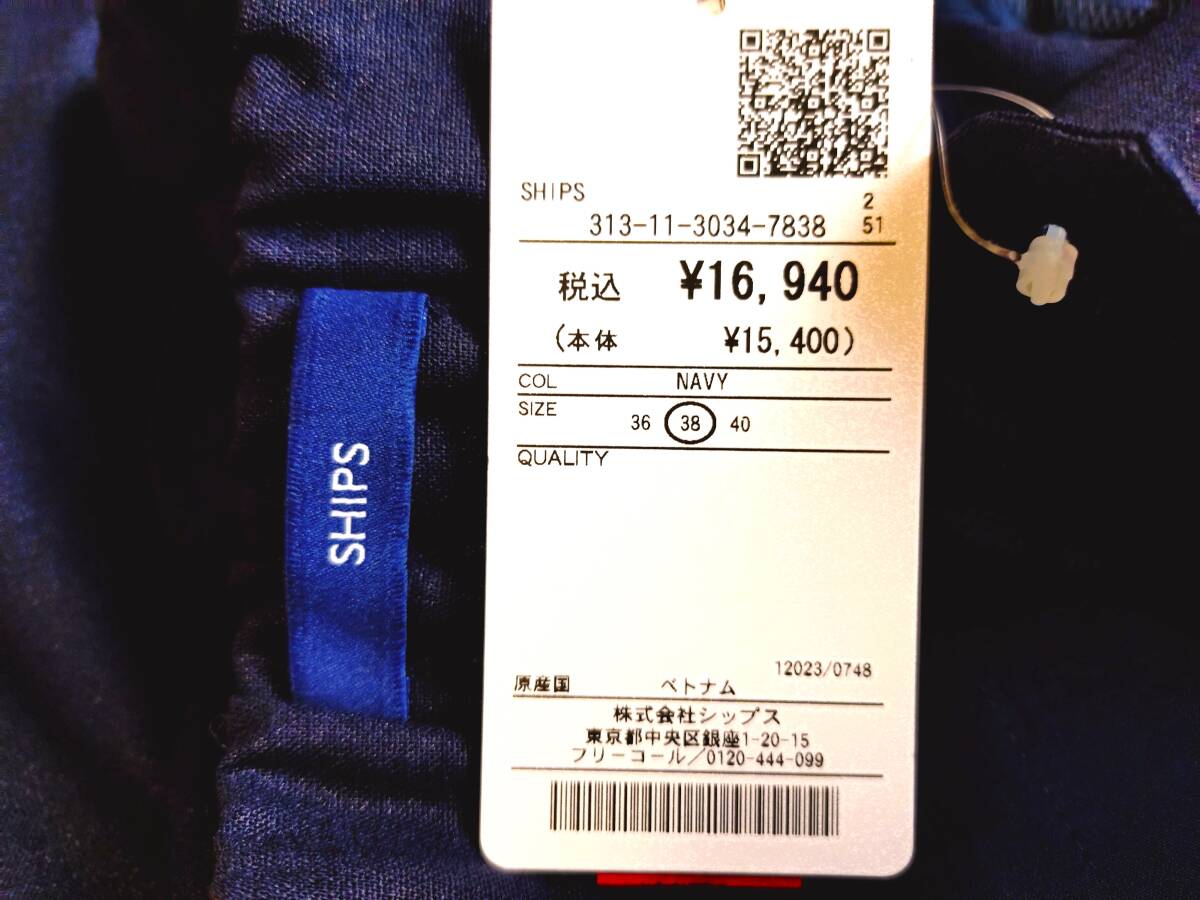 SHIPS
SHIPS
2
313-11-3034-7838 51
税込 ¥16,940
(本体 ¥15,400)
COL NAVY
SIZE
36 38 40
QUALITY
12023/0748
原産国 ベトナム
株式会社シップス
東京都中央区銀座1-20-15
フリーコール/0120-444-099